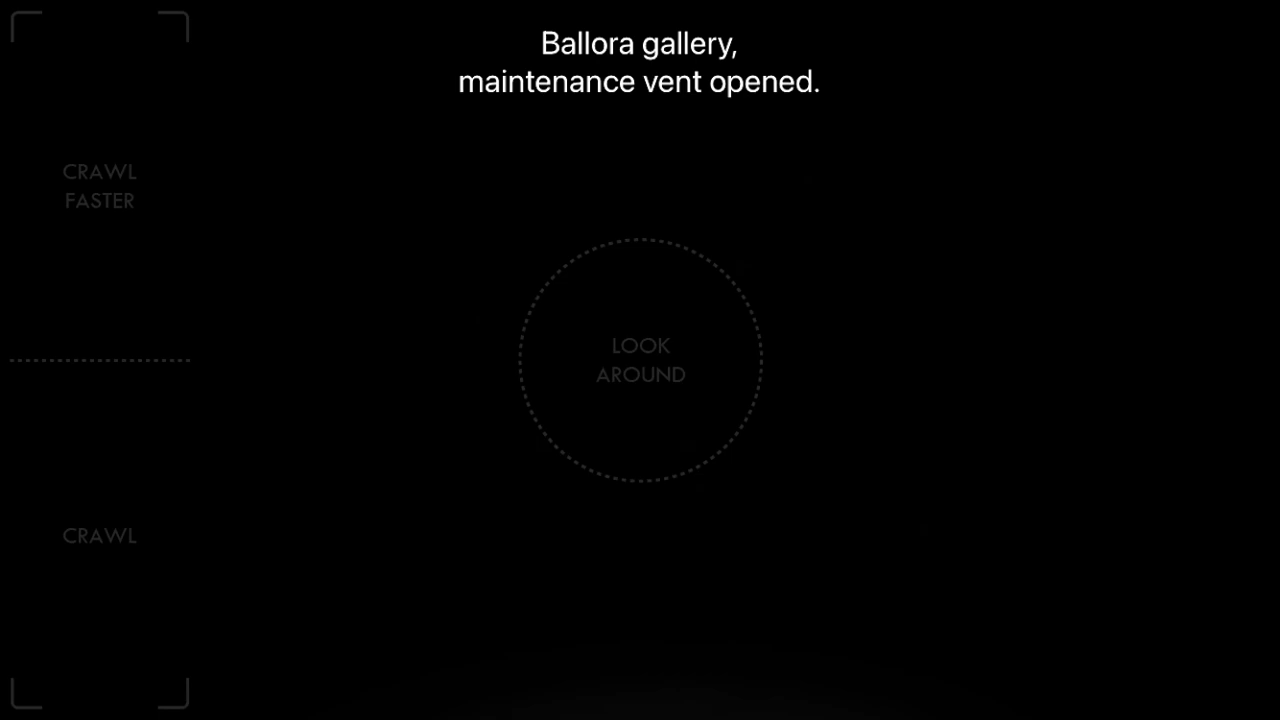 Ballora gallery,
maintenance vent opened.
CRAWL
FASTER
LOOK
AROUND
CRAWL